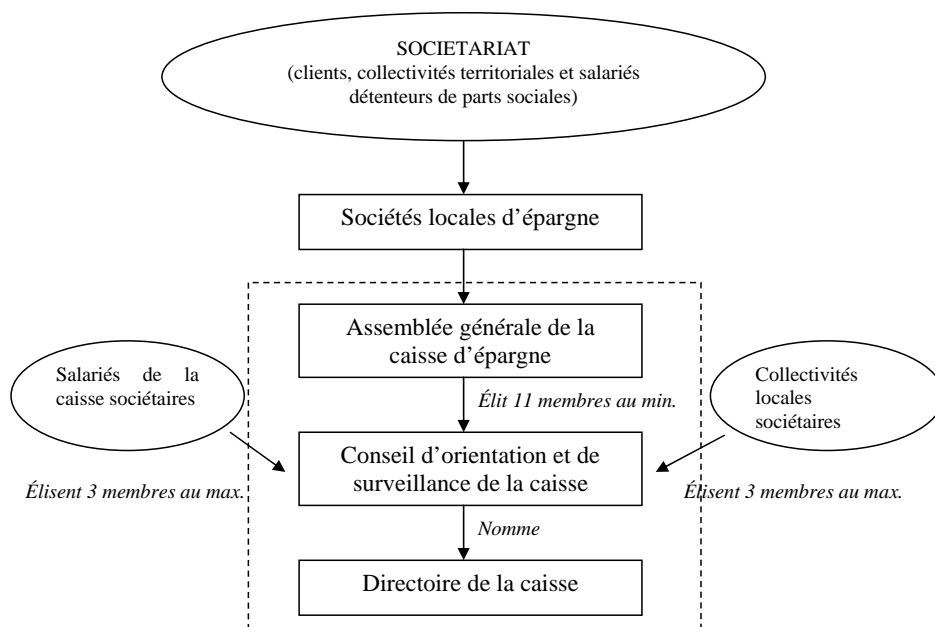 SOCIETARIAT
(clients, collectivités territoriales et salariés
détenteurs de parts sociales)
Sociétés locales d’épargne
Assemblée générale de la
caisse d’épargne
Salariés de la
caisse sociétaires
Collectivités
locales
sociétaires
Élit 11 membres au min.
Conseil d’orientation et de
surveillance de la caisse
Élisent 3 membres au max.
Élisent 3 membres au max.
Nomme
Directoire de la caisse